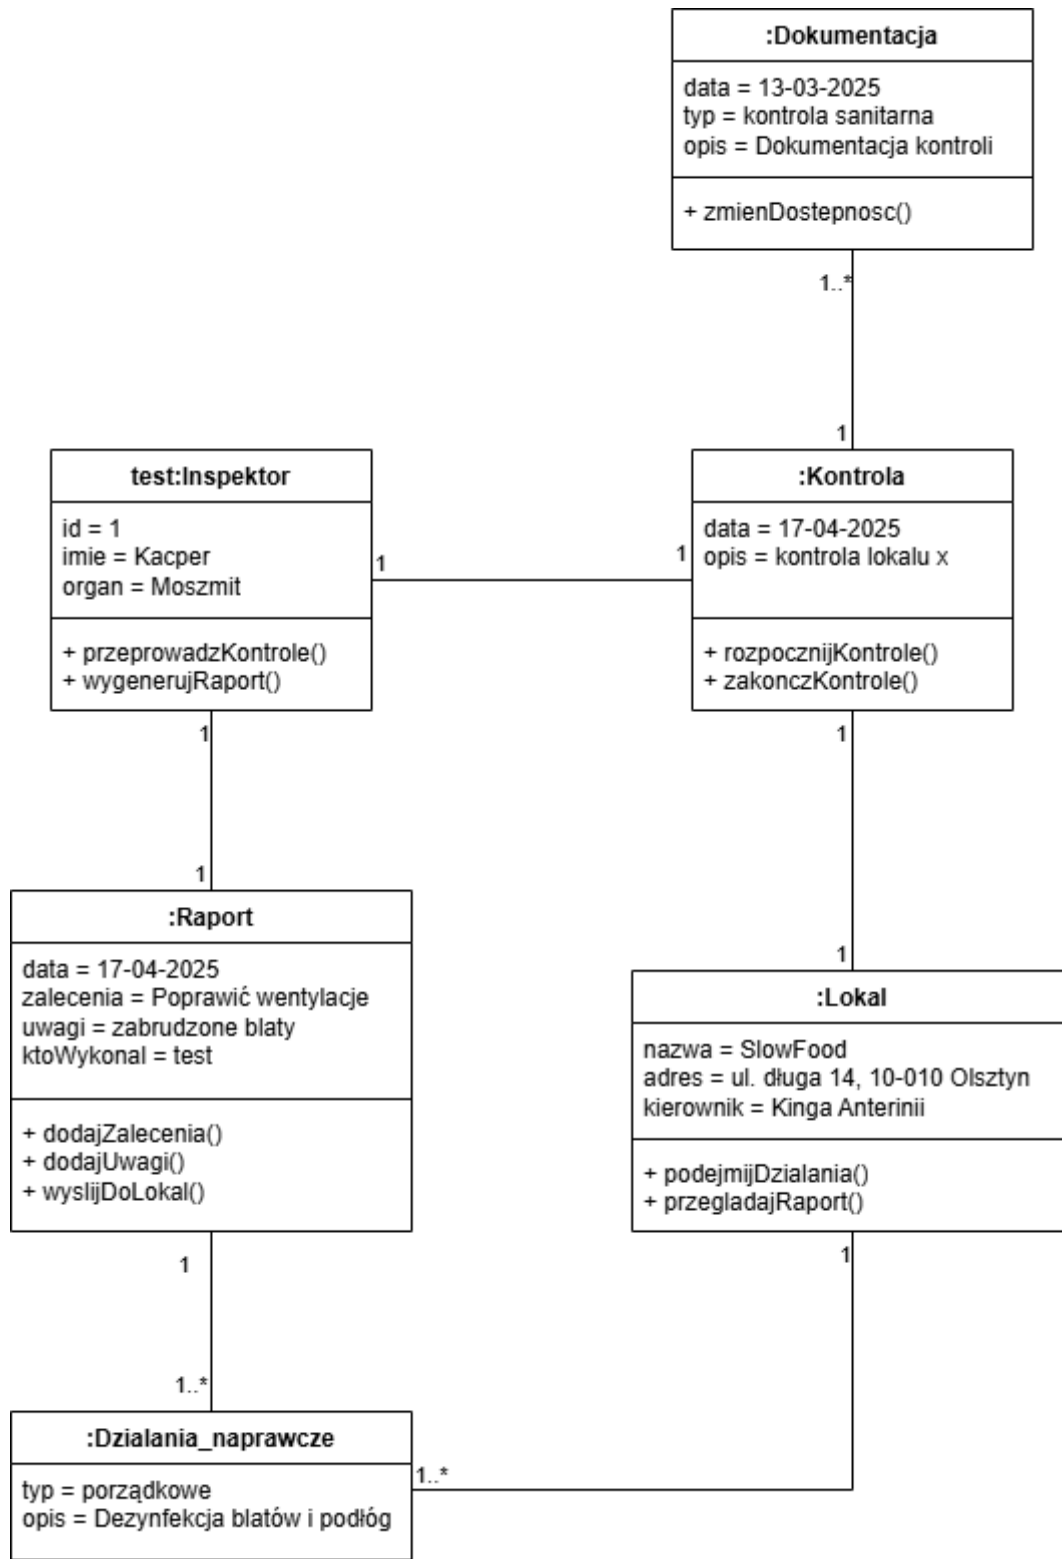 :Dokumentacja
data = 13-03-2025
typ = kontrola sanitarna
opis = Dokumentacja kontroli
+ zmienDostepnosc()
1..*
1
test:Inspektor
id = 1
imie = Kacper
organ = Moszmit
+ przeprowadzKontrole()
+ wygenerujRaport()
1
1
:Kontrola
data = 17-04-2025
opis = kontrola lokalu x
+ rozpocznijKontrole()
+ zakonczKontrole()
1
1
1
:Raport
data = 17-04-2025
zalecenia = Poprawić wentylacje
uwagi = zabrudzone blaty
ktoWykonal = test
+ dodajZalecenia()
+ dodajUwagi()
+ wyslijDoLokal()
1
:Lokal
nazwa = SlowFood
adres = ul. długa 14, 10-010 Olsztyn
kierownik = Kinga Anterinii
+ podejmijDzialania()
+ przegladajRaport()
1
1
1..*
:Dzialania_naprawcze
typ = porządkowe
opis = Dezynfekcja blatów i podłóg
1..*